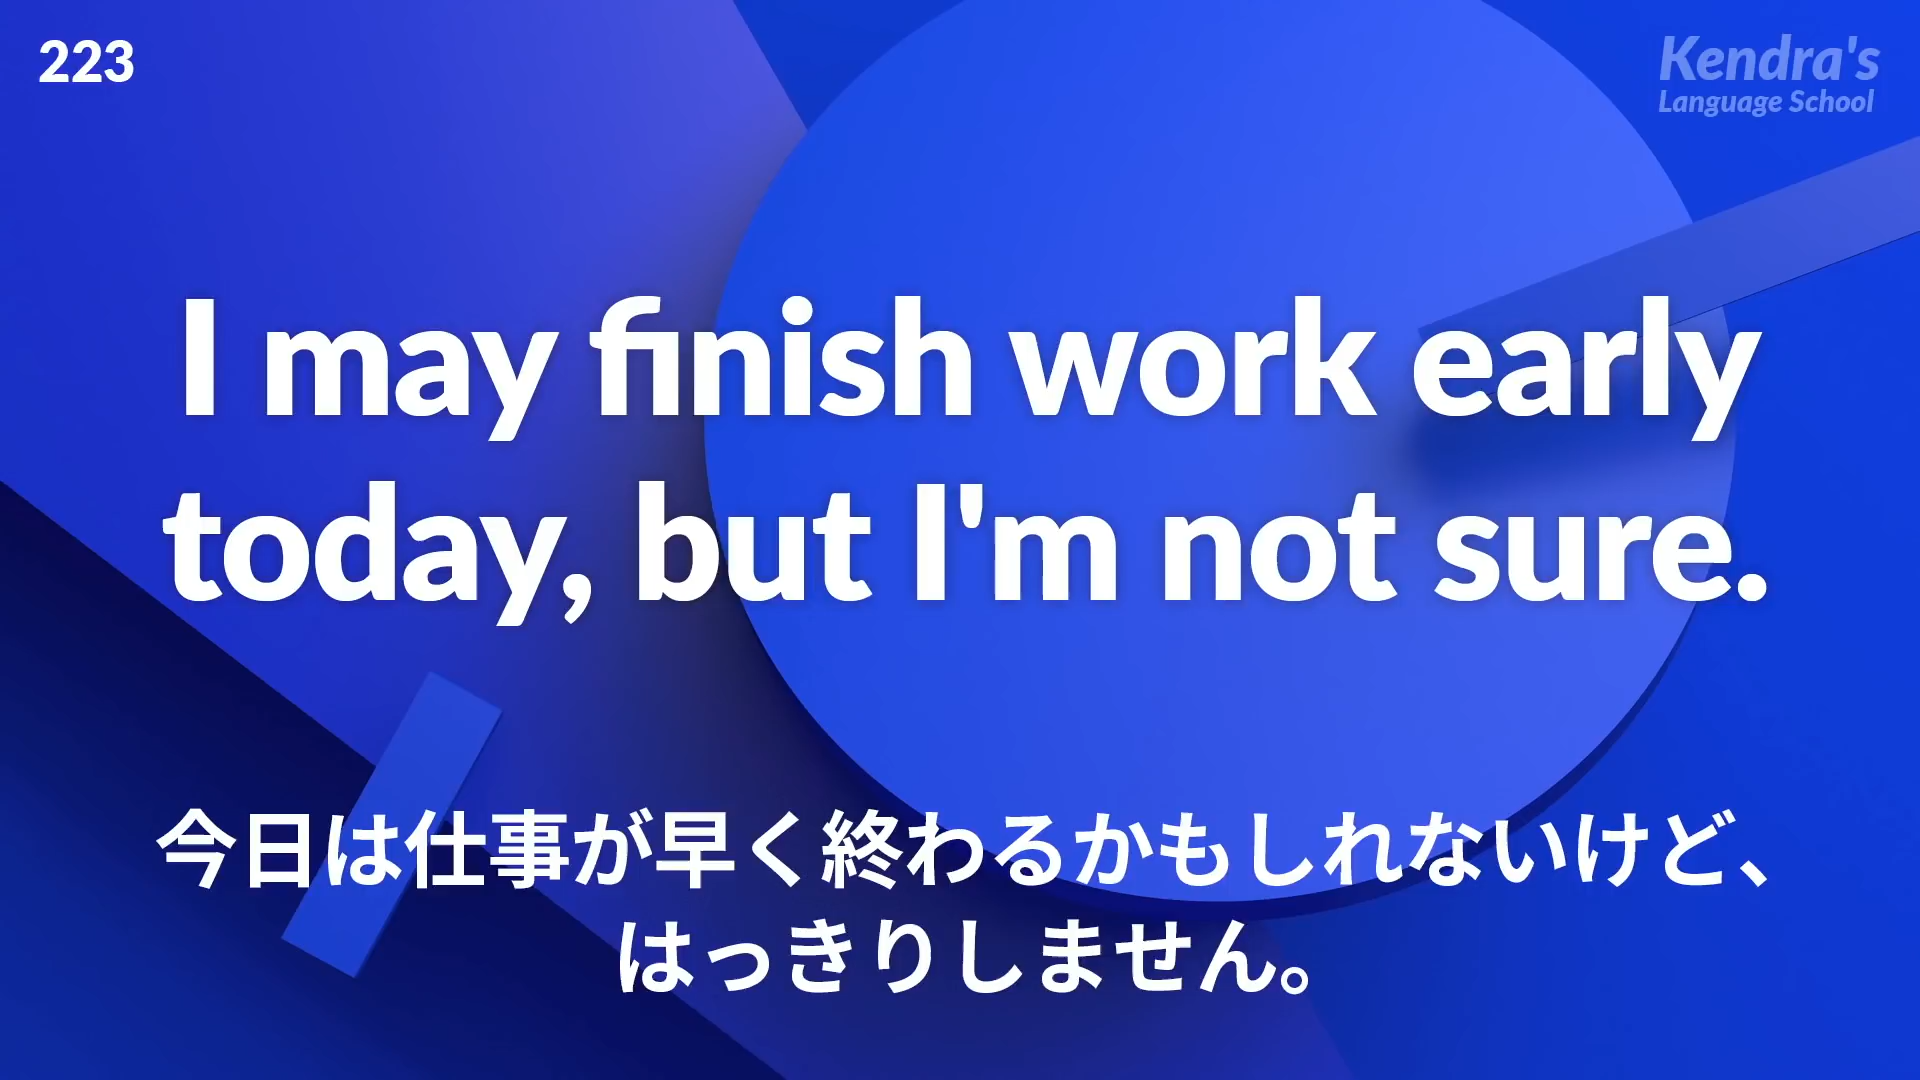 223
Kendra's
Language School
I may finish work early
today, but I'm not sure.
今日は仕事が早く終わるかもしれないけど、
はっきりしません。